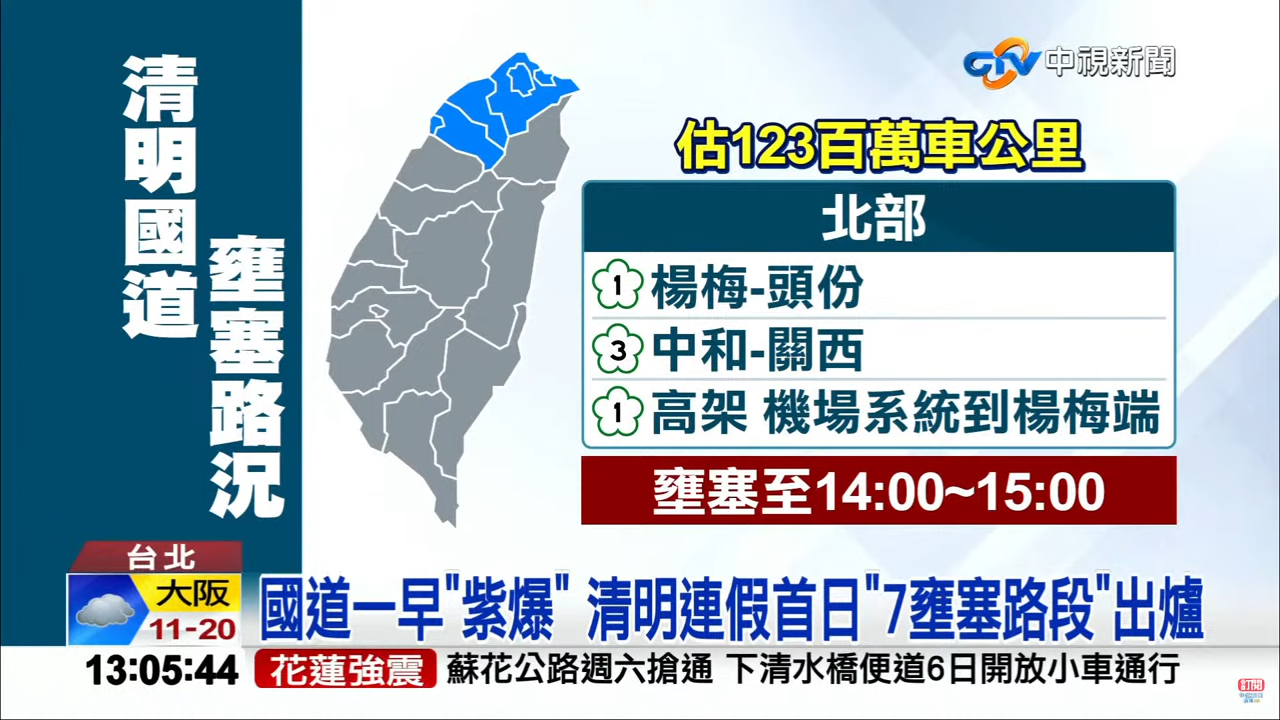 清明國道
壅塞路況
CTV中視新聞
估123百萬車公里
北部
1 楊梅-頭份
3 中和-關西
1 高架 機場系統到楊梅端
壅塞至14:00~15:00
台北
大阪
11-20
國道一早"紫爆" 清明連假首日"7壅塞路段"出爐
13:05:44
花蓮強震
蘇花公路週六搶通 下清水橋便道6日開放小車通行
訂閱